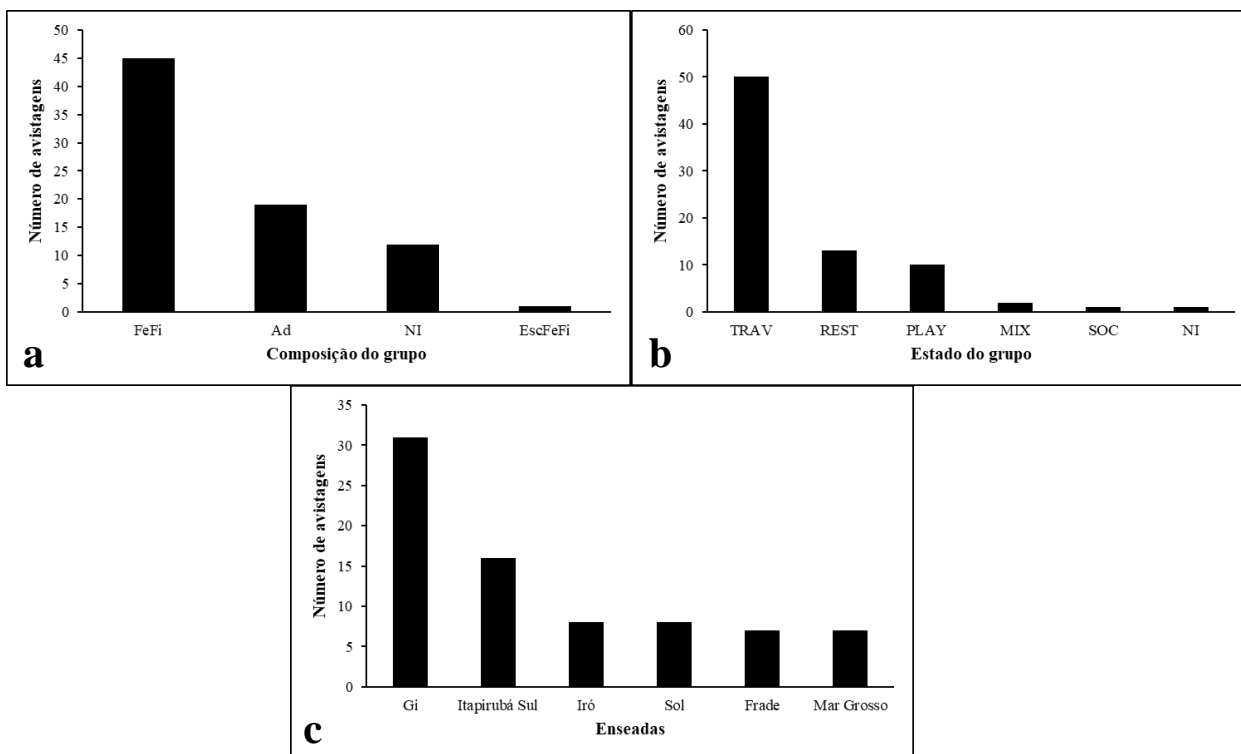 Número de avistagens
50
45
40
35
30
25
20
15
10
5
0
FeFi Ad NI EscFeFi
Composição do grupo
a
Número de avistagens
60
50
40
30
20
10
0
TRAV REST PLAY MIX SOC NI
Estado do grupo
b
Número de avistagens
35
30
25
20
15
10
5
0
Gi Itapirubá Sul Iró Sol Frade Mar Grosso
Enseadas
c